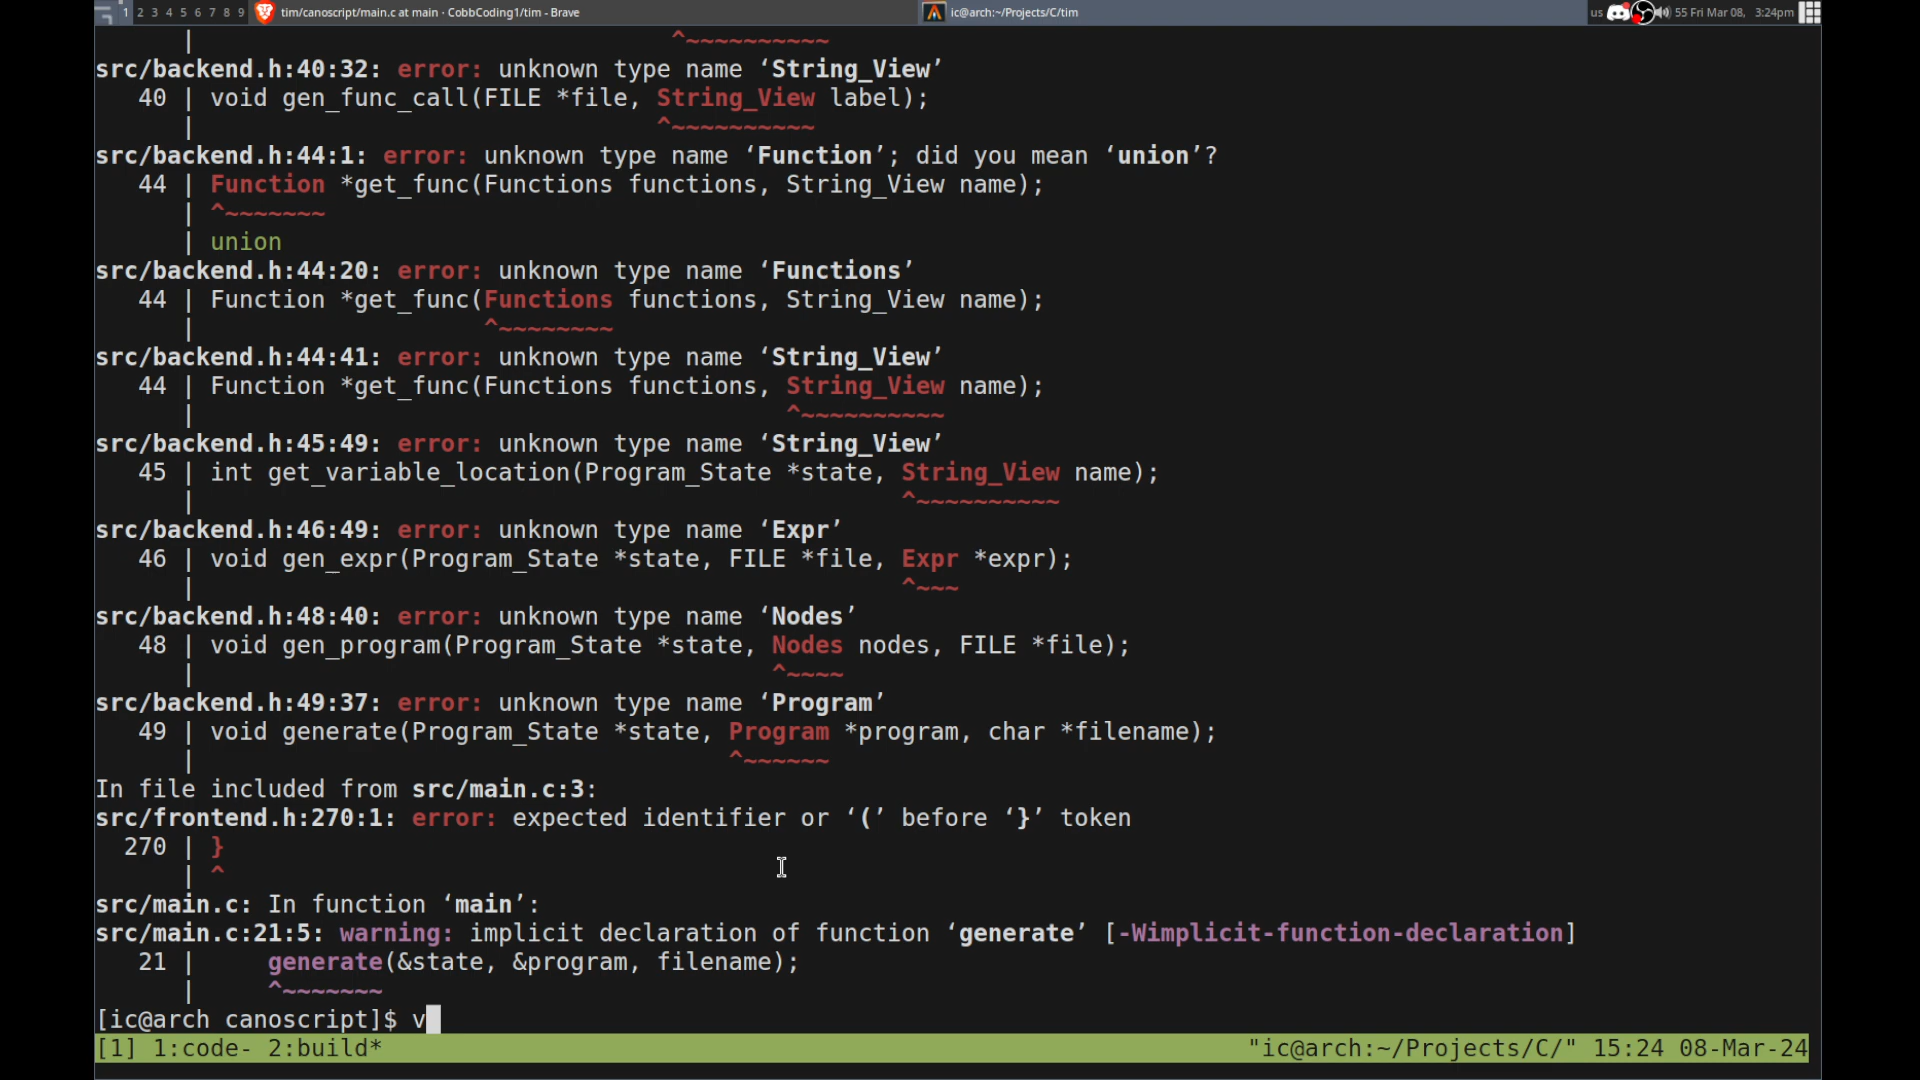 1 2 3 4 5 6 7 8 9 tim/canoscript/main.c at main · CobbCoding1/tim - Brave ic@arch:~/Projects/C/tim us 55 Fri Mar 08, 3:24pm
| ^~~~~~~~~~~
src/backend.h:40:32: error: unknown type name ‘String_View’
40 | void gen_func_call(FILE *file, String_View label);
| ^~~~~~~~~~~
src/backend.h:44:1: error: unknown type name ‘Function’; did you mean ‘union’?
44 | Function *get_func(Functions functions, String_View name);
| ^~~~~~~~
| union
src/backend.h:44:20: error: unknown type name ‘Functions’
44 | Function *get_func(Functions functions, String_View name);
| ^~~~~~~~~
src/backend.h:44:41: error: unknown type name ‘String_View’
44 | Function *get_func(Functions functions, String_View name);
| ^~~~~~~~~~~
src/backend.h:45:49: error: unknown type name ‘String_View’
45 | int get_variable_location(Program_State *state, String_View name);
| ^~~~~~~~~~~
src/backend.h:46:49: error: unknown type name ‘Expr’
46 | void gen_expr(Program_State *state, FILE *file, Expr *expr);
| ^~~~
src/backend.h:48:40: error: unknown type name ‘Nodes’
48 | void gen_program(Program_State *state, Nodes nodes, FILE *file);
| ^~~~~
src/backend.h:49:37: error: unknown type name ‘Program’
49 | void generate(Program_State *state, Program *program, char *filename);
| ^~~~~~~
In file included from src/main.c:3:
src/frontend.h:270:1: error: expected identifier or ‘(’ before ‘}’ token
270 | }
| ^
src/main.c: In function ‘main’:
src/main.c:21:5: warning: implicit declaration of function ‘generate’ [-Wimplicit-function-declaration]
21 | generate(&state, &program, filename);
| ^~~~~~~~
[ic@arch canoscript]$ v
[1] 1:code- 2:build* "ic@arch:~/Projects/C/" 15:24 08-Mar-24